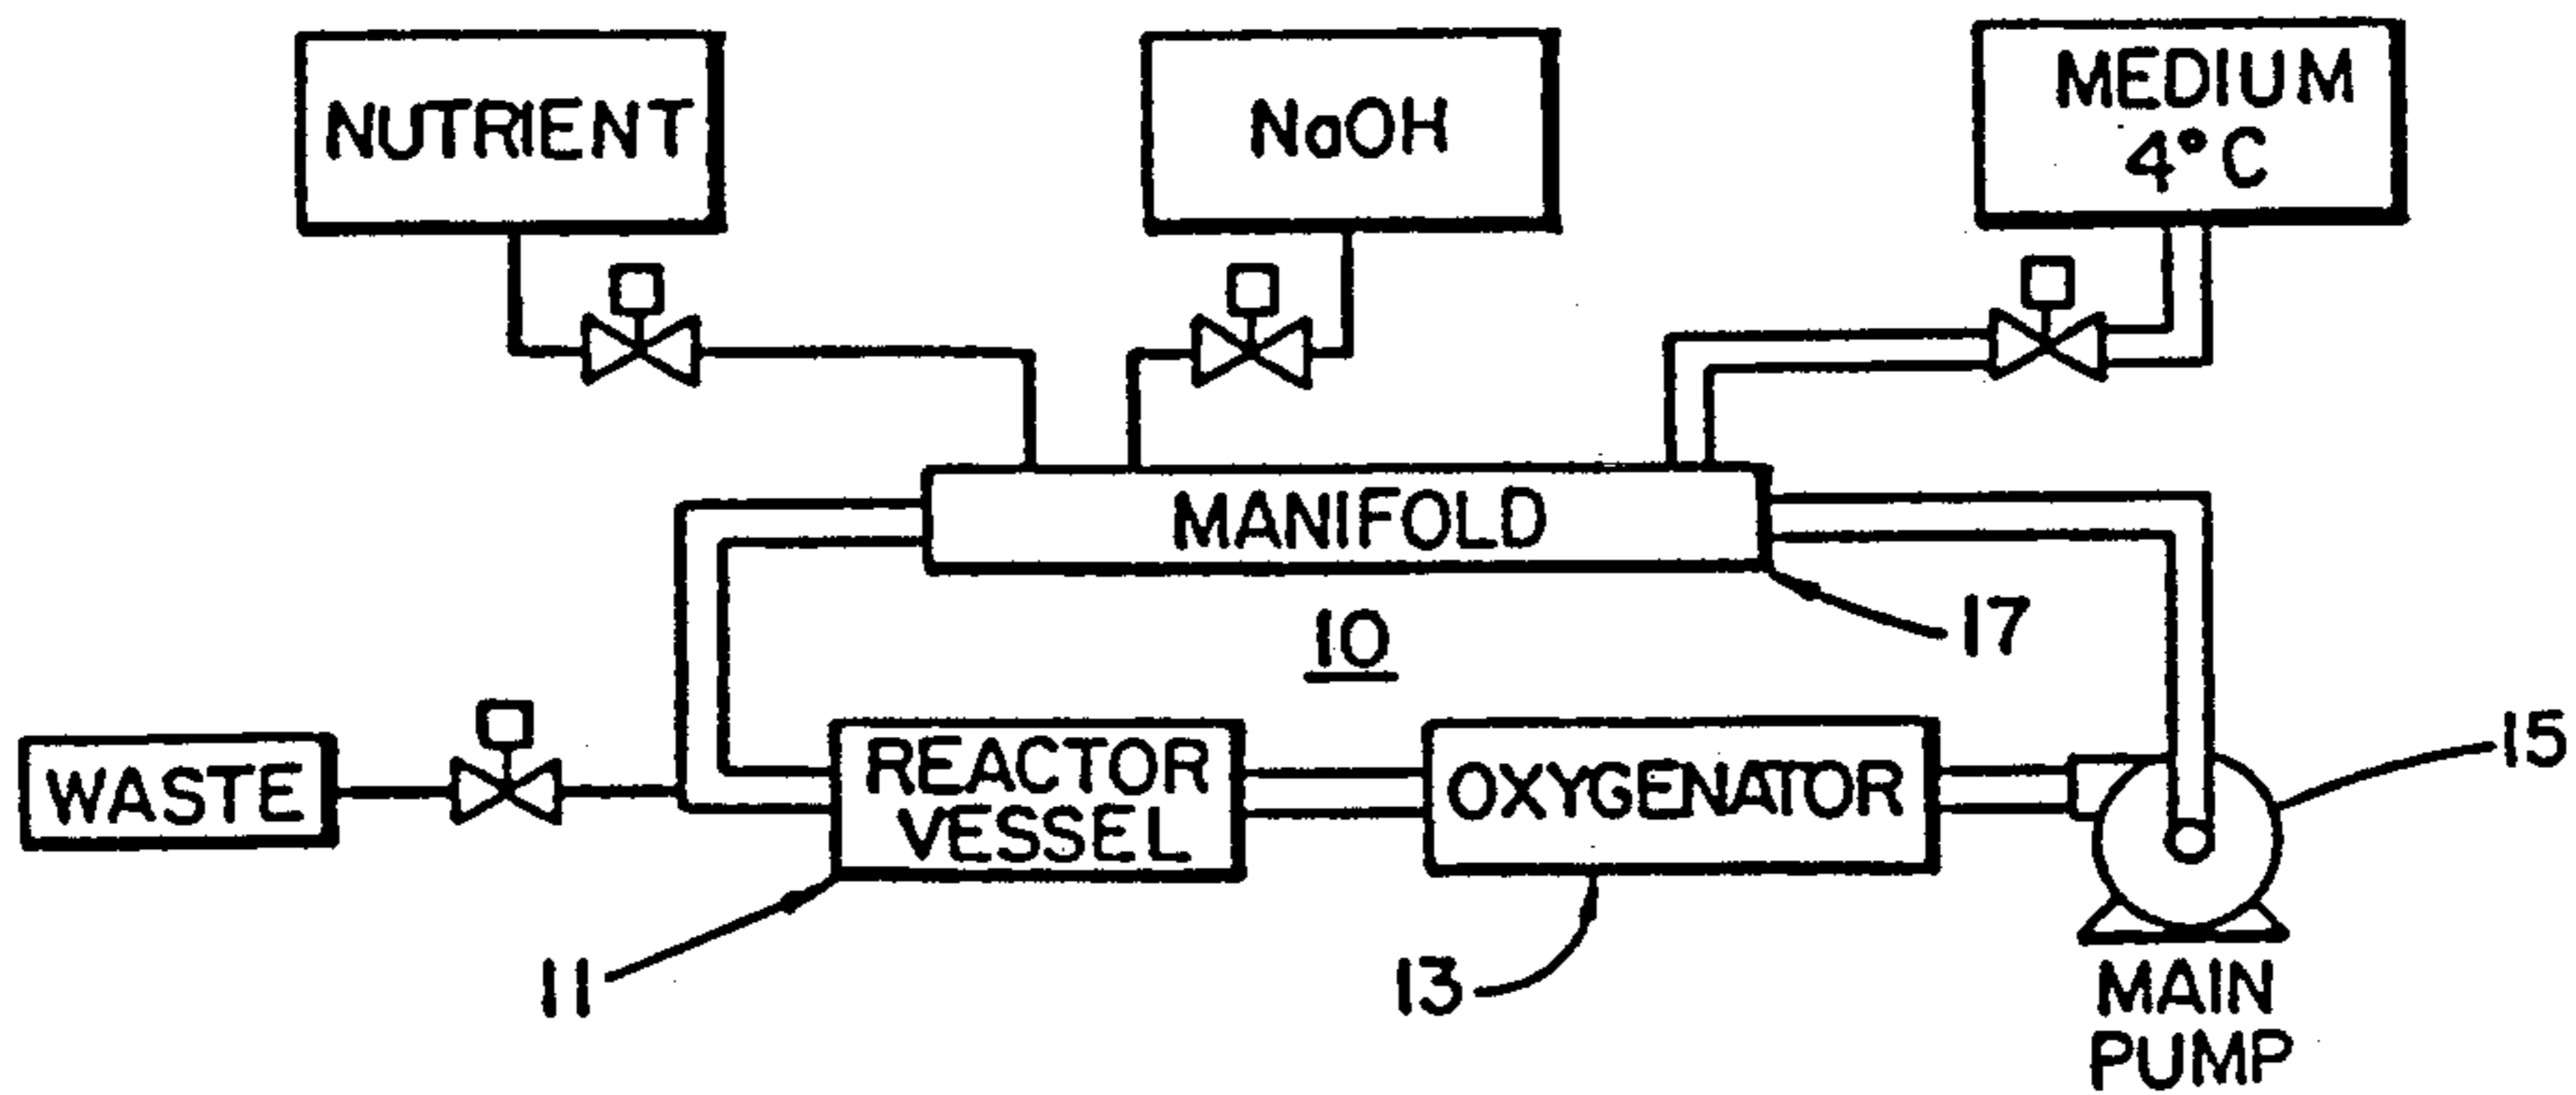 NUTRIENT
NaOH
MEDIUM
4°C
MANIFOLD
17
10
WASTE
REACTOR
VESSEL
OXYGENATOR
15
11
13
MAIN
PUMP